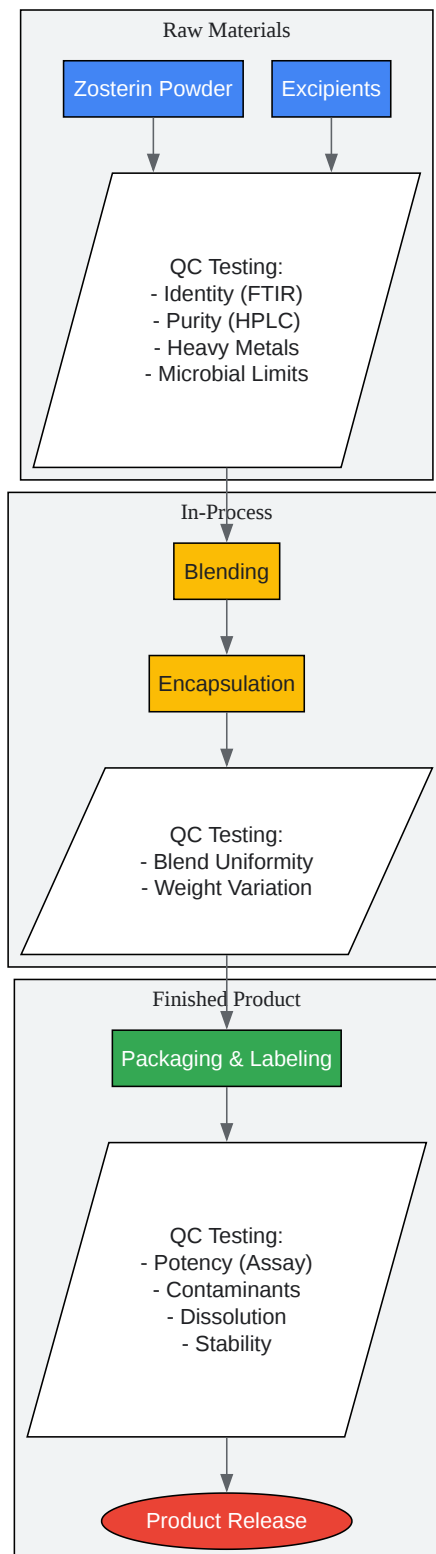 Raw Materials
Zosterin Powder
Excipients
QC Testing:
- Identity (FTIR)
- Purity (HPLC)
- Heavy Metals
- Microbial Limits
In-Process
Blending
Encapsulation
QC Testing:
- Blend Uniformity
- Weight Variation
Finished Product
Packaging & Labeling
QC Testing:
- Potency (Assay)
- Contaminants
- Dissolution
- Stability
Product Release